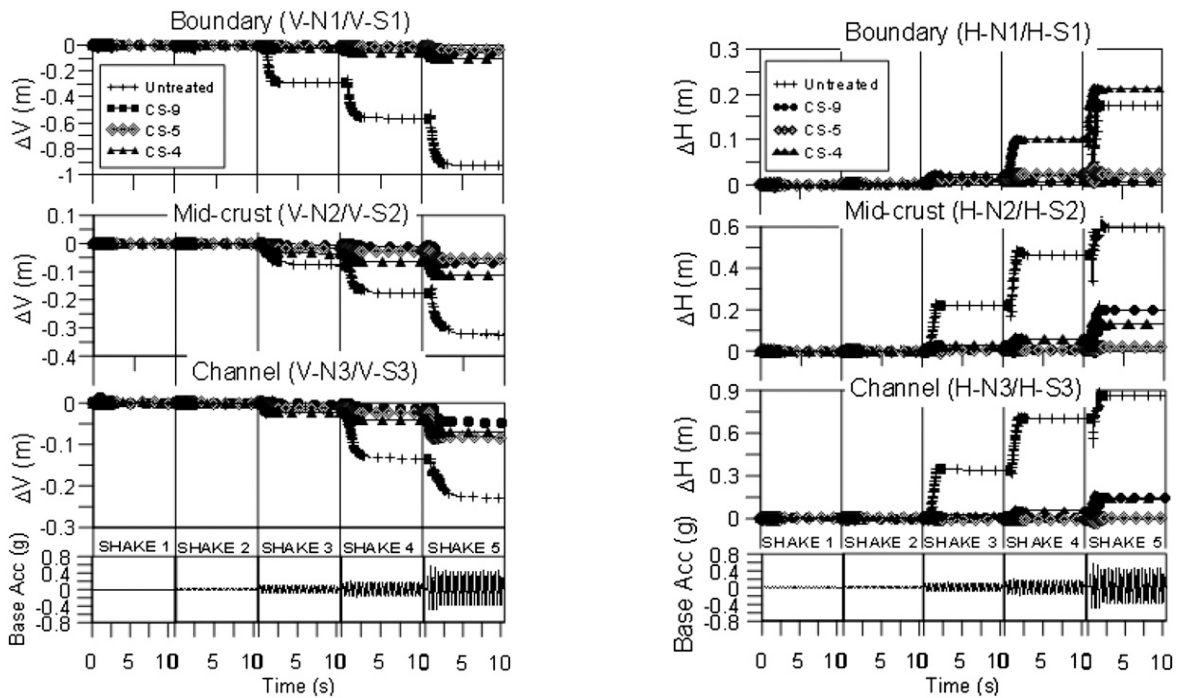 Boundary (V-N1/V-S1)
0
-0.2
-0.4
-0.6
-0.8
-1
ΔV (m)
Untreated
CS-9
CS-5
CS-4
Mid-crust (V-N2/V-S2)
0.1
0
-0.1
-0.2
-0.3
-0.4
ΔV (m)
Channel (V-N3/V-S3)
0
-0.1
-0.2
-0.3
ΔV (m)
SHAKE 1 SHAKE 2 SHAKE 3 SHAKE 4 SHAKE 5
0.8
0.4
0
-0.4
-0.8
Base Acc (g)
0 5 10 5 10 5 10 5 10 5 10
Time (s)
Boundary (H-N1/H-S1)
0.3
0.2
0.1
0
ΔH (m)
Untreated
CS-9
CS-5
CS-4
Mid-crust (H-N2/H-S2)
0.6
0.4
0.2
0
ΔH (m)
Channel (H-N3/H-S3)
0.9
0.6
0.3
0
ΔH (m)
SHAKE 1 SHAKE 2 SHAKE 3 SHAKE 4 SHAKE 5
0.8
0.4
0
-0.4
-0.8
Base Acc (g)
0 5 10 5 10 5 10 5 10 5 10
Time (s)